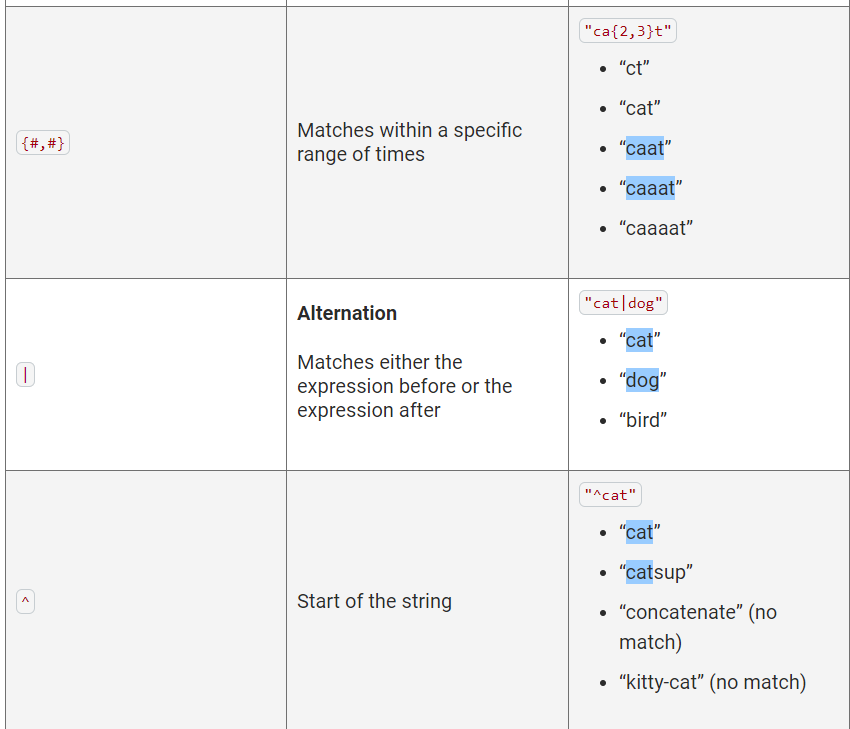 {#,#}
Matches within a specific
range of times
"ca{2,3}t"
“ct”
“cat”
“caat”
“caaat”
“caaaat”
|
Alternation
Matches either the
expression before or the
expression after
"cat|dog"
“cat”
“dog”
“bird”
^
Start of the string
"^cat"
“cat”
“catsup”
“concatenate” (no
match)
“kitty-cat” (no match)